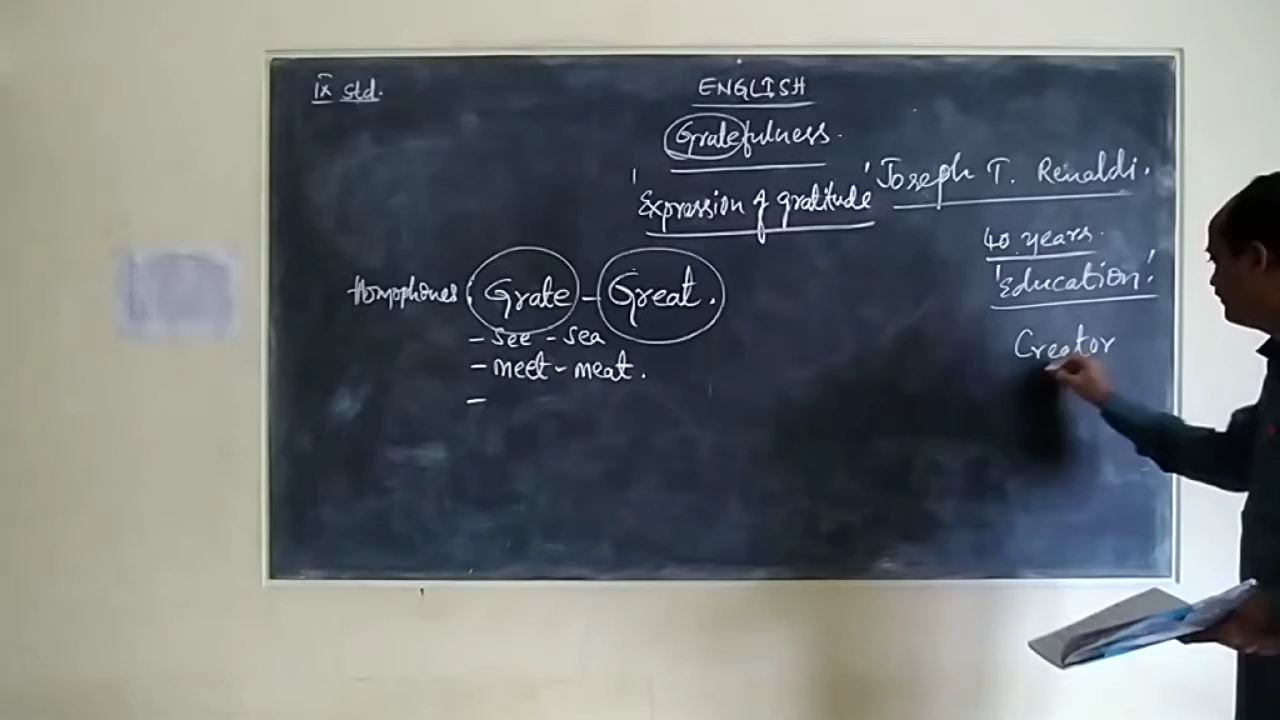 IX std.
ENGLISH
Gratefulness.
'Expression of gratitude' Joseph T. Rinaldi.
40 years.
'Education'
Homophones: Grate - Great.
- See - Sea
- meet - meat.
-
Creator